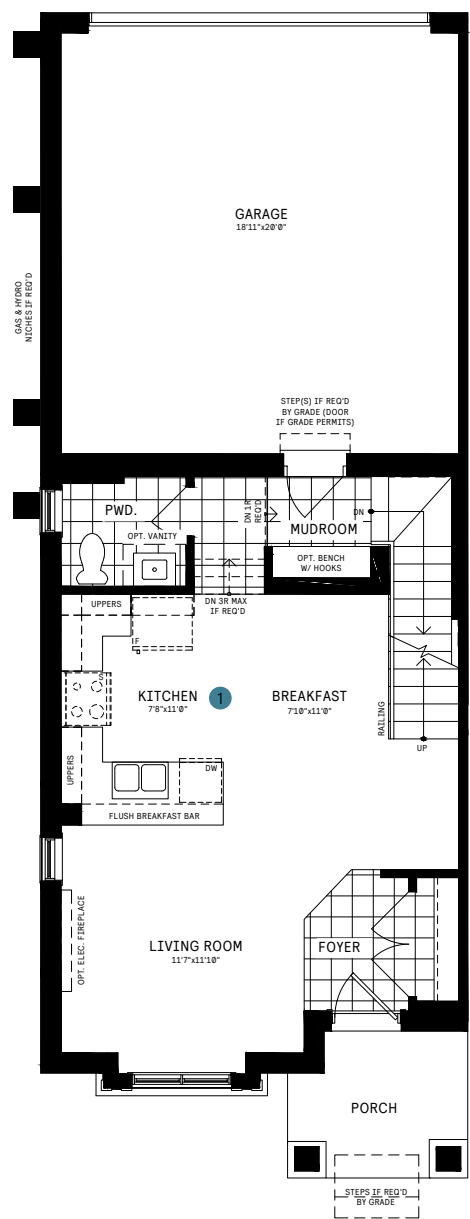 GARAGE
18'11"x20'0"
GAS & HYDRO
NICHES IF REQ'D
STEP(S) IF REQ'D
BY GRADE (DOOR
IF GRADE PERMITS)
PWD.
OPT. VANITY
DN 1R
REQ'D
MUDROOM
DN
OPT. BENCH
W/ HOOKS
UPPERS
DN 3R MAX
IF REQ'D
F
S
KITCHEN
7'8"x11'0"
1
BREAKFAST
7'10"x11'0"
RAILING
UP
UPPERS
DW
FLUSH BREAKFAST BAR
OPT. ELEC. FIREPLACE
LIVING ROOM
11'7"x11'10"
FOYER
PORCH
STEPS IF REQ'D
BY GRADE